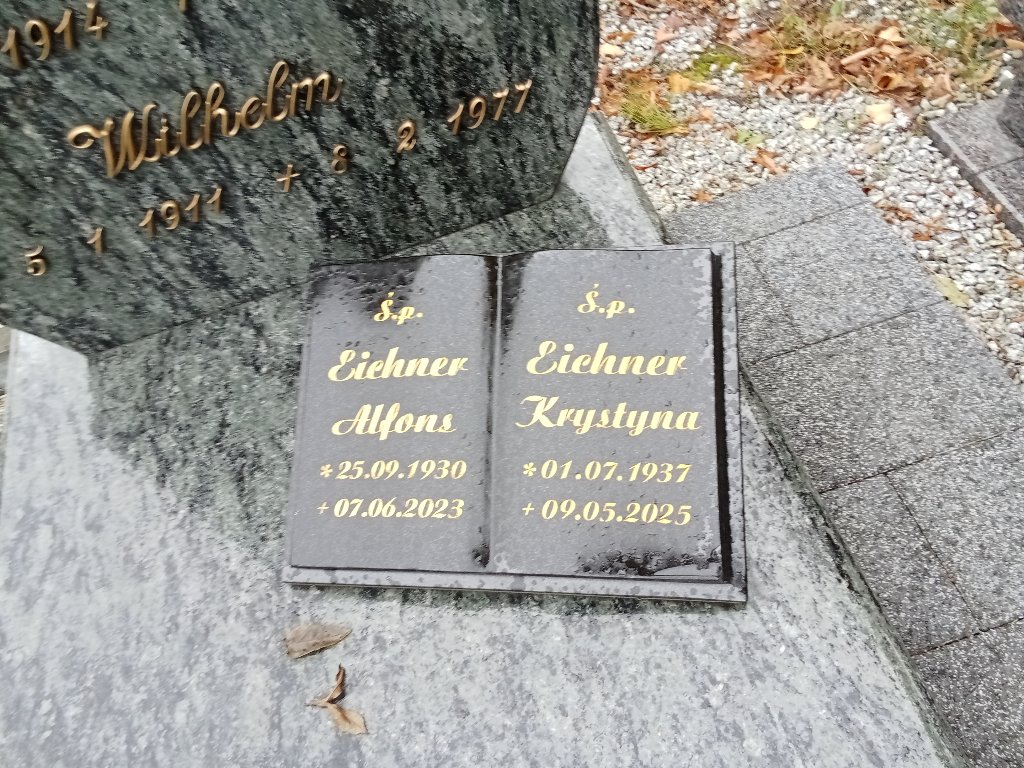 1914
Wilhelm
5 1 1911 + 8 2 1977
Ś.p.
Eichner
Alfons
* 25.09.1930
+ 07.06.2023
Ś.p.
Eichner
Krystyna
* 01.07.1937
+ 09.05.2025